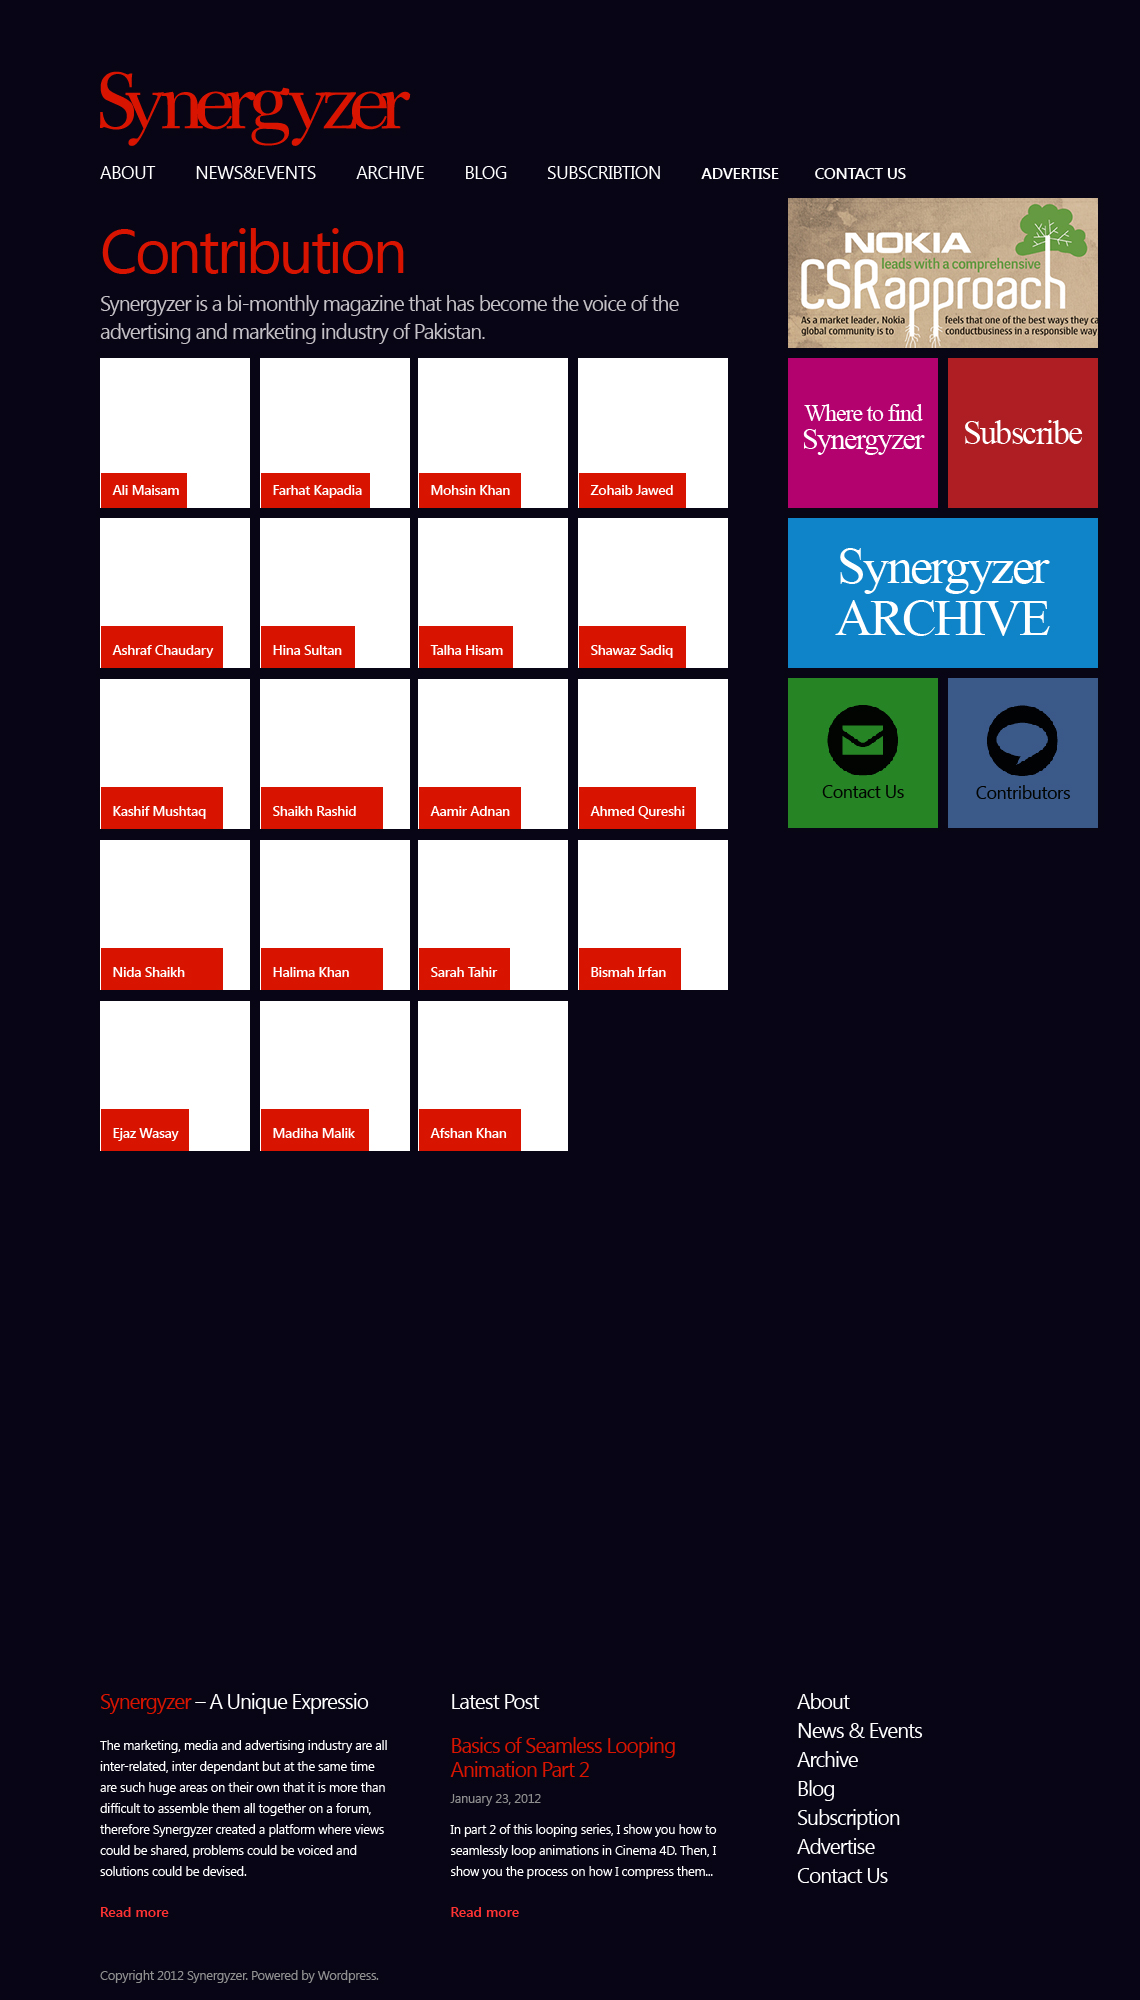 Synergyzer
ABOUT NEWS&EVENTS ARCHIVE BLOG SUBSCRIBTION ADVERTISE CONTACT US
Contribution
Synergyzer is a bi-monthly magazine that has become the voice of the
advertising and marketing industry of Pakistan.
Ali Maisam
Farhat Kapadia
Mohsin Khan
Zohaib Jawed
Ashraf Chaudary
Hina Sultan
Talha Hisam
Shawaz Sadiq
Kashif Mushtaq
Shaikh Rashid
Aamir Adnan
Ahmed Qureshi
Nida Shaikh
Halima Khan
Sarah Tahir
Bismah Irfan
Ejaz Wasay
Madiha Malik
Afshan Khan
NOKIA
leads with a comprehensive
CSR approach
As a market leader, Nokia feels that one of the best ways they ca
global community is to conductbusiness in a responsible way
Where to find
Synergyzer
Subscribe
Synergyzer
ARCHIVE
Contact Us
Contributors
Synergyzer – A Unique Expressio
The marketing, media and advertising industry are all
inter-related, inter dependant but at the same time
are such huge areas on their own that it is more than
difficult to assemble them all together on a forum,
therefore Synergyzer created a platform where views
could be shared, problems could be voiced and
solutions could be devised.
Read more
Latest Post
Basics of Seamless Looping
Animation Part 2
January 23, 2012
In part 2 of this looping series, I show you how to
seamlessly loop animations in Cinema 4D. Then, I
show you the process on how I compress them...
Read more
About
News & Events
Archive
Blog
Subscription
Advertise
Contact Us
Copyright 2012 Synergyzer. Powered by Wordpress.